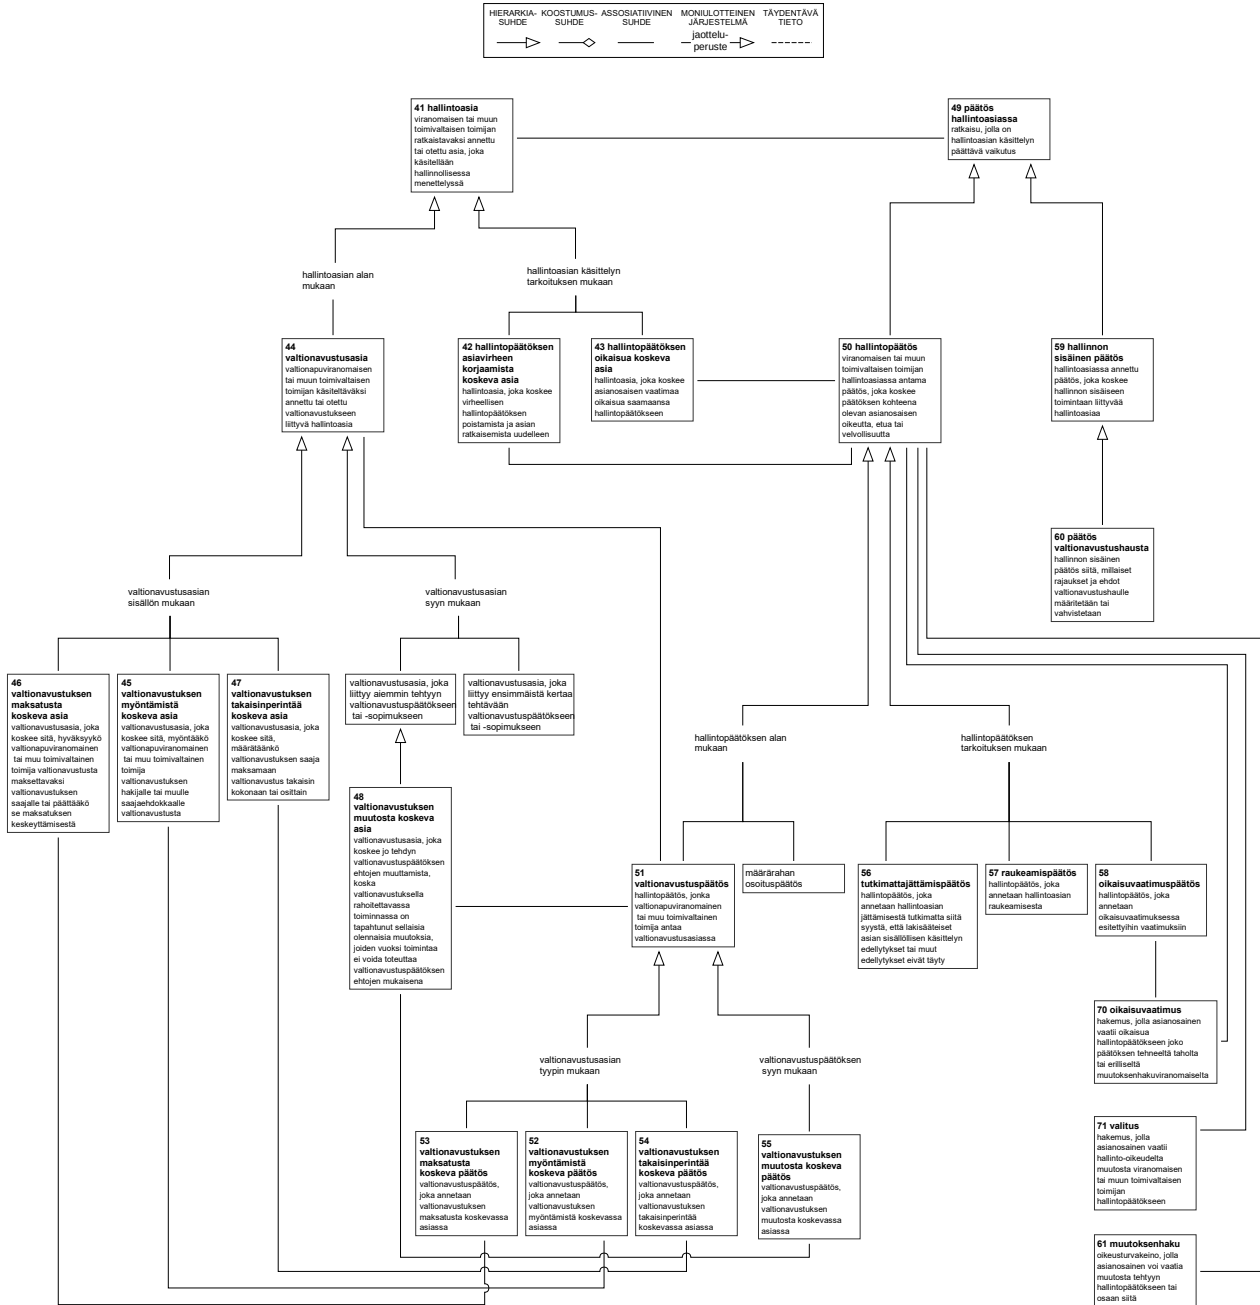 HIERARKIA-
SUHDE
KOOSTUMUS-
SUHDE
ASSOSIATIIVINEN
SUHDE
MONIULOTTEINEN
JÄRJESTELMÄ
jaottelu-
peruste
TÄYDENTÄVÄ
TIETO
41 hallintoasia
viranomaisen tai muun
toimivaltaisen toimijan
ratkaistavaksi annettu
tai otettu asia, joka
käsitellään
hallinnollisessa
menettelyssä
49 päätös
hallintoasiassa
ratkaisu, jolla on
hallintoasian käsittelyn
päättävä vaikutus
hallintoasian alan
mukaan
hallintoasian käsittelyn
tarkoituksen mukaan
44
valtionavustusasia
valtionapuviranomaisen
tai muun toimivaltaisen
toimijan käsiteltäväksi
annettu tai otettu
valtionavustukseen
liittyvä hallintoasia
42 hallintopäätöksen
asiavirheen
korjaamista
koskeva asia
hallintoasia, joka koskee
virheellisen
hallintopäätöksen
poistamista ja asian
ratkaisemista uudelleen
43 hallintopäätöksen
oikaisua koskeva
asia
hallintoasia, joka koskee
asianosaisen vaatimaa
oikaisua saamaansa
hallintopäätökseen
50 hallintopäätös
viranomaisen tai muun
toimivaltaisen toimijan
hallintoasiassa antama
päätös, joka koskee
päätöksen kohteena
olevan asianosaisen
oikeutta, etua tai
velvollisuutta
59 hallinnon
sisäinen päätös
hallintoasiassa annettu
päätös, joka koskee
hallinnon sisäiseen
toimintaan liittyvää
hallintoasiaa
60 päätös
valtionavustushausta
hallinnon sisäinen
päätös siitä, millaiset
rajaukset ja ehdot
valtionavustushaulle
määritetään tai
vahvistetaan
valtionavustusasian
sisällön mukaan
valtionavustusasian
syyn mukaan
46
valtionavustuksen
maksatusta
koskeva asia
valtionavustusasia, joka
koskee sitä, hyväksyykö
valtionapuviranomainen
tai muu toimivaltainen
toimija valtionavustusta
maksettavaksi
valtionavustuksen
saajalle tai päättääkö
se maksatuksen
keskeyttämisestä
45
valtionavustuksen
myöntämistä
koskeva asia
valtionavustusasia, joka
koskee sitä, myöntääkö
valtionapuviranomainen
tai muu toimivaltainen
toimija
valtionavustuksen
hakijalle tai muulle
saajaehdokkaalle
valtionavustusta
47
valtionavustuksen
takaisinperintää
koskeva asia
valtionavustusasia, joka
koskee sitä,
määrätäänkö
valtionavustuksen saaja
maksamaan
valtionavustus takaisin
kokonaan tai osittain
valtionavustusasia, joka
liittyy aiemmin tehtyyn
valtionavustuspäätökseen
tai -sopimukseen
valtionavustusasia, joka
liittyy ensimmäistä kertaa
tehtävään
valtionavustuspäätökseen
tai -sopimukseen
hallintopäätöksen alan
mukaan
hallintopäätöksen
tarkoituksen mukaan
48
valtionavustuksen
muutosta koskeva
asia
valtionavustusasia, joka
koskee jo tehdyn
valtionavustuspäätöksen
ehtojen muuttamista,
koska
valtionavustuksella
rahoitettavassa
toiminnassa on
tapahtunut sellaisia
olennaisia muutoksia,
joiden vuoksi toimintaa
ei voida toteuttaa
valtionavustuspäätöksen
ehtojen mukaisena
51
valtionavustuspäätös
hallintopäätös, jonka
valtionapuviranomainen
tai muu toimivaltainen
toimija antaa
valtionavustusasiassa
määrärahan
osoituspäätös
56
tutkimattajättämispäätös
hallintopäätös, joka
annetaan hallintoasian
jättämisestä tutkimatta siitä
syystä, että lakisääteiset
asian sisällöllisen käsittelyn
edellytykset tai muut
edellytykset eivät täyty
57 raukeamispäätös
hallintopäätös, joka
annetaan hallintoasian
raukeamisesta
58
oikaisuvaatimuspäätös
hallintopäätös, joka
annetaan
oikaisuvaatimuksessa
esitettyihin vaatimuksiin
70 oikaisuvaatimus
hakemus, jolla asianosainen
vaatii oikaisua
hallintopäätökseen joko
päätöksen tehneeltä taholta
tai erilliseltä
muutoksenhakuviranomaiselta
valtionavustusasian
tyypin mukaan
valtionavustuspäätöksen
syyn mukaan
53
valtionavustuksen
maksatusta
koskeva päätös
valtionavustuspäätös,
joka annetaan
valtionavustuksen
maksatusta koskevassa
asiassa
52
valtionavustuksen
myöntämistä
koskeva päätös
valtionavustuspäätös,
joka annetaan
valtionavustuksen
myöntämistä koskevassa
asiassa
54
valtionavustuksen
takaisinperintää
koskeva päätös
valtionavustuspäätös,
joka annetaan
valtionavustuksen
takaisinperintää
koskevassa asiassa
55
valtionavustuksen
muutosta koskeva
päätös
valtionavustuspäätös,
joka annetaan
valtionavustuksen
muutosta koskevassa
asiassa
71 valitus
hakemus, jolla
asianosainen vaatii
hallinto-oikeudelta
muutosta viranomaisen
tai muun toimivaltaisen
toimijan
hallintopäätökseen
61 muutoksenhaku
oikeusturvakeino, jolla
asianosainen voi vaatia
muutosta tehtyyn
hallintopäätökseen tai
osaan siitä